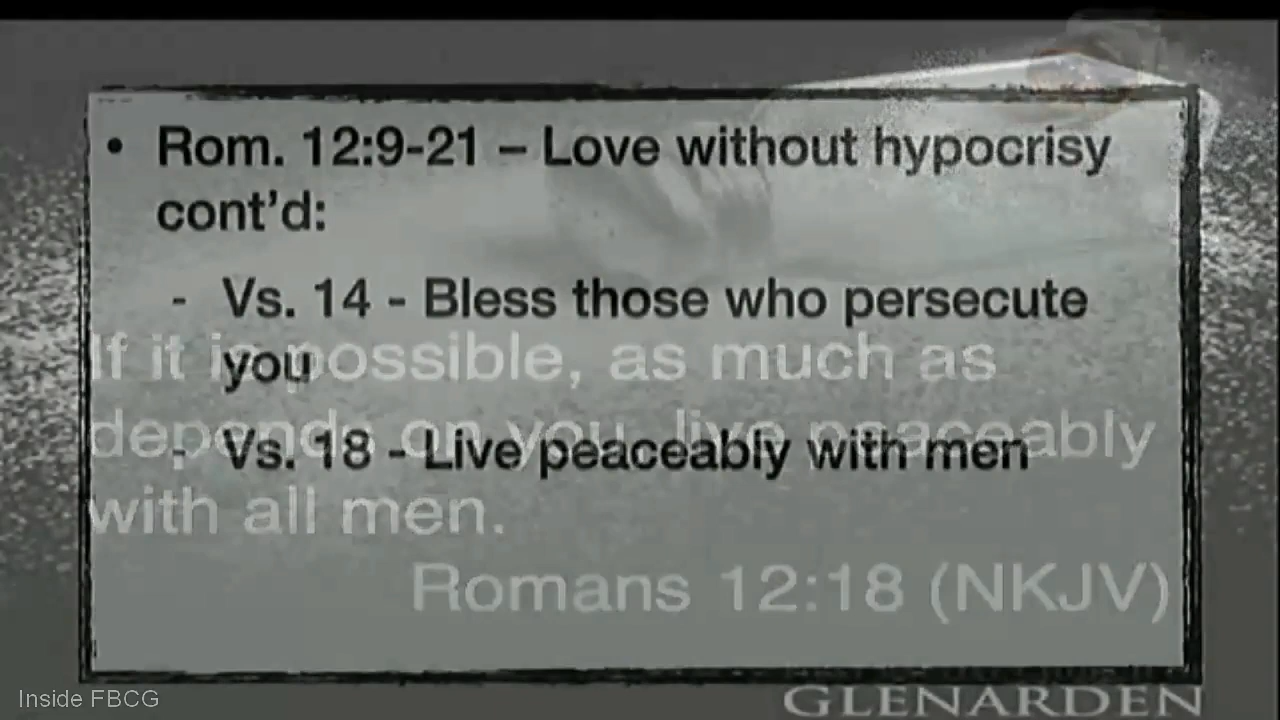 • Rom. 12:9-21 – Love without hypocrisy
cont'd:
- Vs. 14 - Bless those who persecute
you
- Vs. 18 - Live peaceably with men
If it is possible, as much as
depends on you, live peaceably
with all men.
Romans 12:18 (NKJV)
GLENARDEN
Inside FBCG